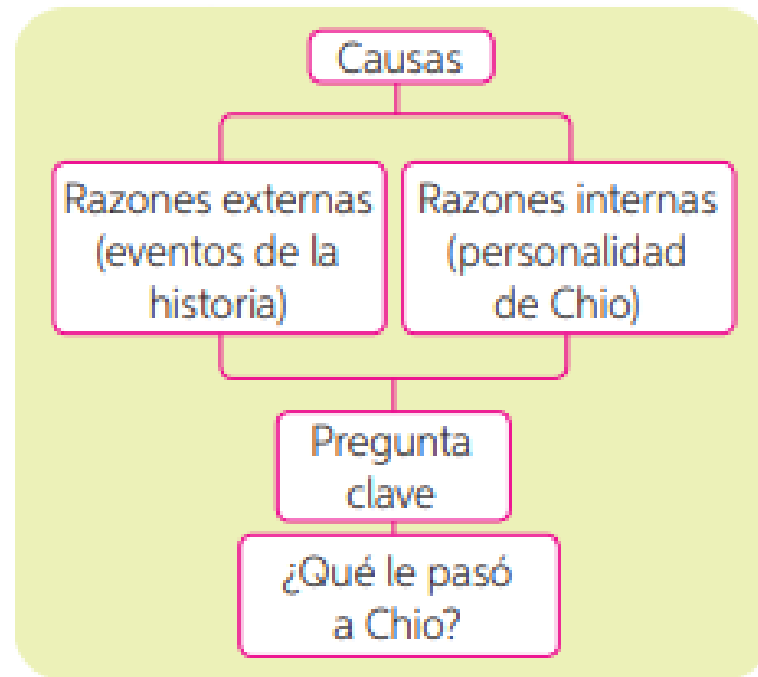 Causas
Razones externas
(eventos de la
historia)
Razones internas
(personalidad
de Chio)
Pregunta
clave
¿Qué le pasó
a Chio?